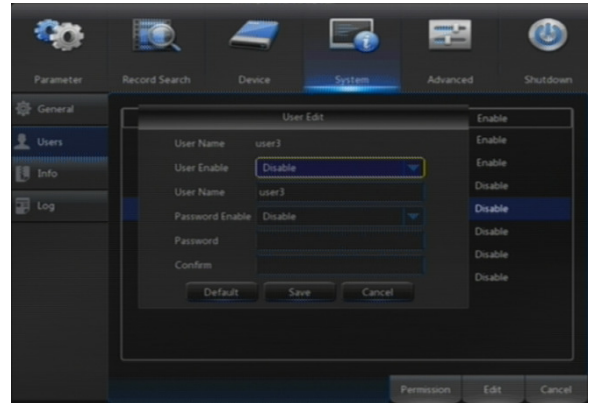 Parameter
Record Search
Device
System
Advanced
Shutdown
General
Users
Info
Log
User Edit
User Name user3
User Enable Disable
User Name user3
Password Enable Disable
Password
Confirm
Default Save Cancel
Enable
Enable
Enable
Disable
Disable
Disable
Disable
Disable
Permission Edit Cancel